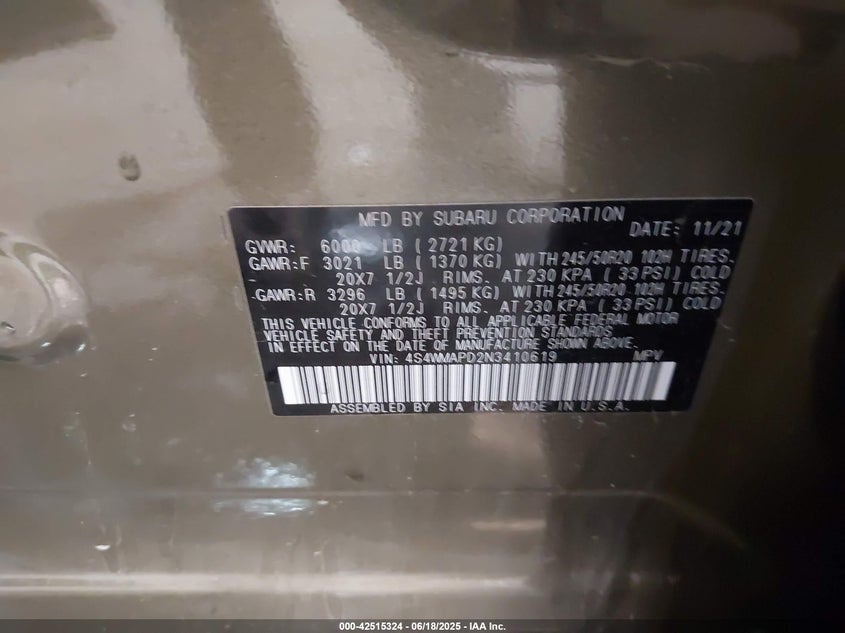 MFD BY SUBARU CORPORATION
DATE: 11/21
GVWR: 6000 LB ( 2721 KG)
GAWR:F 3021 LB ( 1370 KG) WITH 245/50R20 102H TIRES.
20X7 1/2J RIMS. AT 230 KPA ( 33 PSI) COLD
GAWR:R 3296 LB ( 1495 KG) WITH 245/50R20 102H TIRES.
20X7 1/2J RIMS. AT 230 KPA ( 33 PSI) COLD
THIS VEHICLE CONFORMS TO ALL APPLICABLE FEDERAL MOTOR
VEHICLE SAFETY AND THEFT PREVENTION STANDARDS
IN EFFECT ON THE DATE OF MANUFACTURE SHOWN ABOVE.
VIN: 4S4WMAPD2N3410619 MPV
ASSEMBLED BY SIA INC. MADE IN U.S.A.
000-42515324 - 06/18/2025 - IAA Inc.